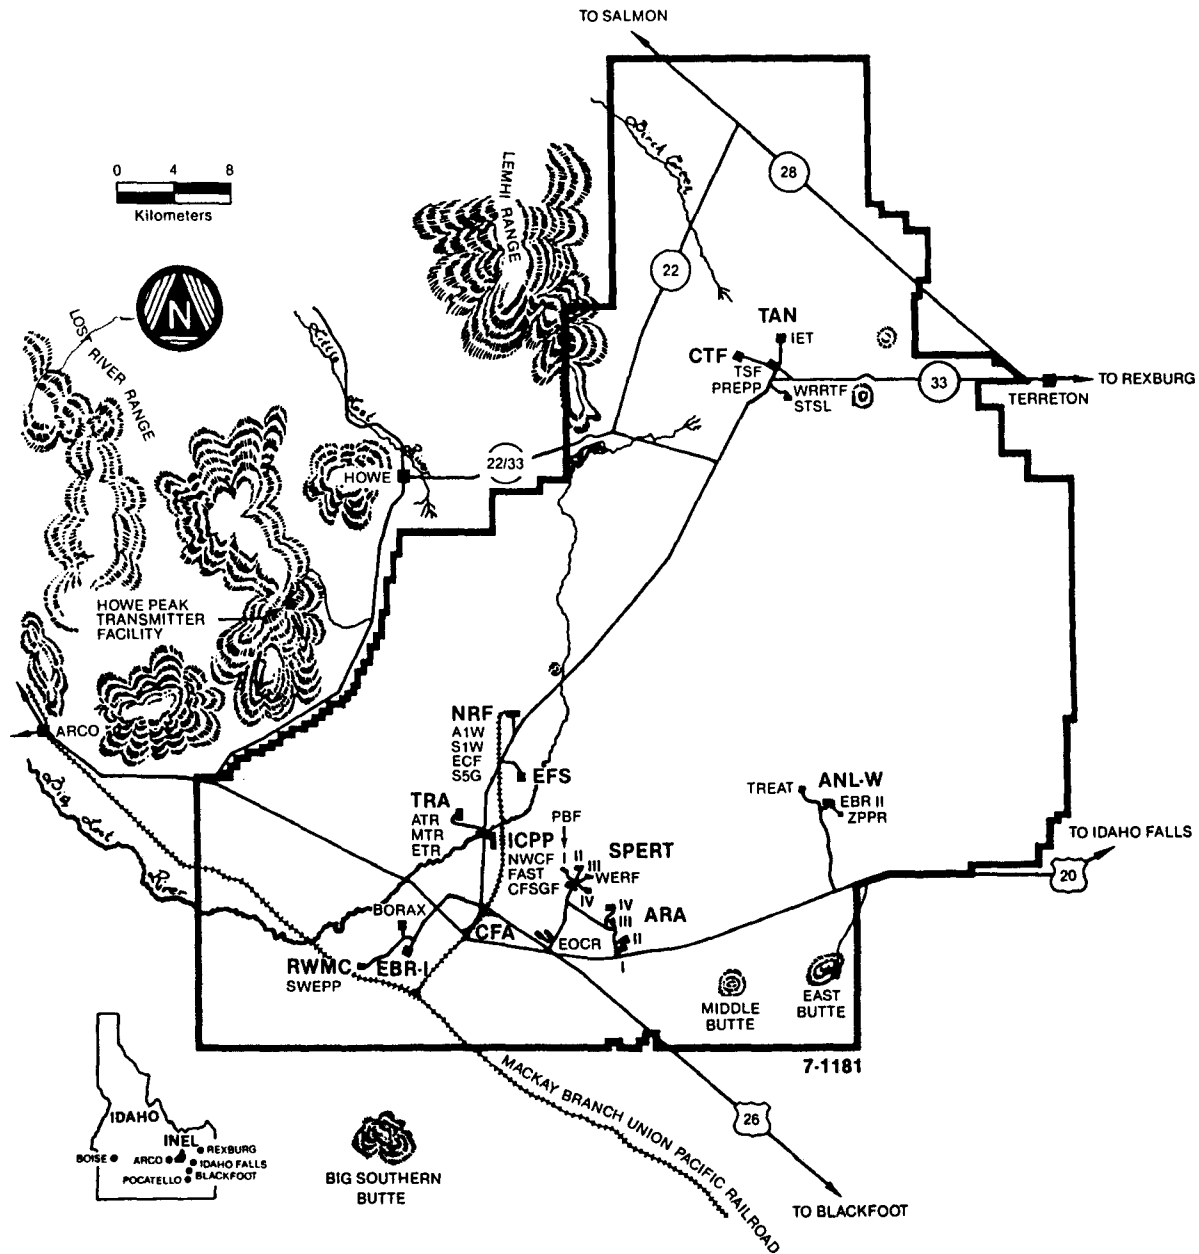 TO SALMON
Birch Creek
28
LEMHI RANGE
0 4 8
Kilometers
N
22
LOST RIVER RANGE
Little Lost River
TAN
IET
CTF
TSF
PREPP
WRRTF
STSL
33
TO REXBURG
TERRETON
22/33
HOWE
HOWE PEAK
TRANSMITTER
FACILITY
ARCO
NRF
A1W
S1W
ECF
S5G
EFS
TRA
ATR
MTR
ETR
ICPP
NWCF
FAST
CFSGF
PBF
I
II
III
SPERT
WERF
IV
IV
III
ARA
II
I
TREAT
ANL-W
EBR II
ZPPR
TO IDAHO FALLS
20
Big Lost
River
BORAX
CFA
EOCR
RWMC
SWEPP
EBR-I
MIDDLE
BUTTE
EAST
BUTTE
7-1181
MACKAY BRANCH UNION PACIFIC RAILROAD
26
TO BLACKFOOT
IDAHO
INEL
REXBURG
BOISE
ARCO
IDAHO FALLS
BLACKFOOT
POCATELLO
BIG SOUTHERN
BUTTE